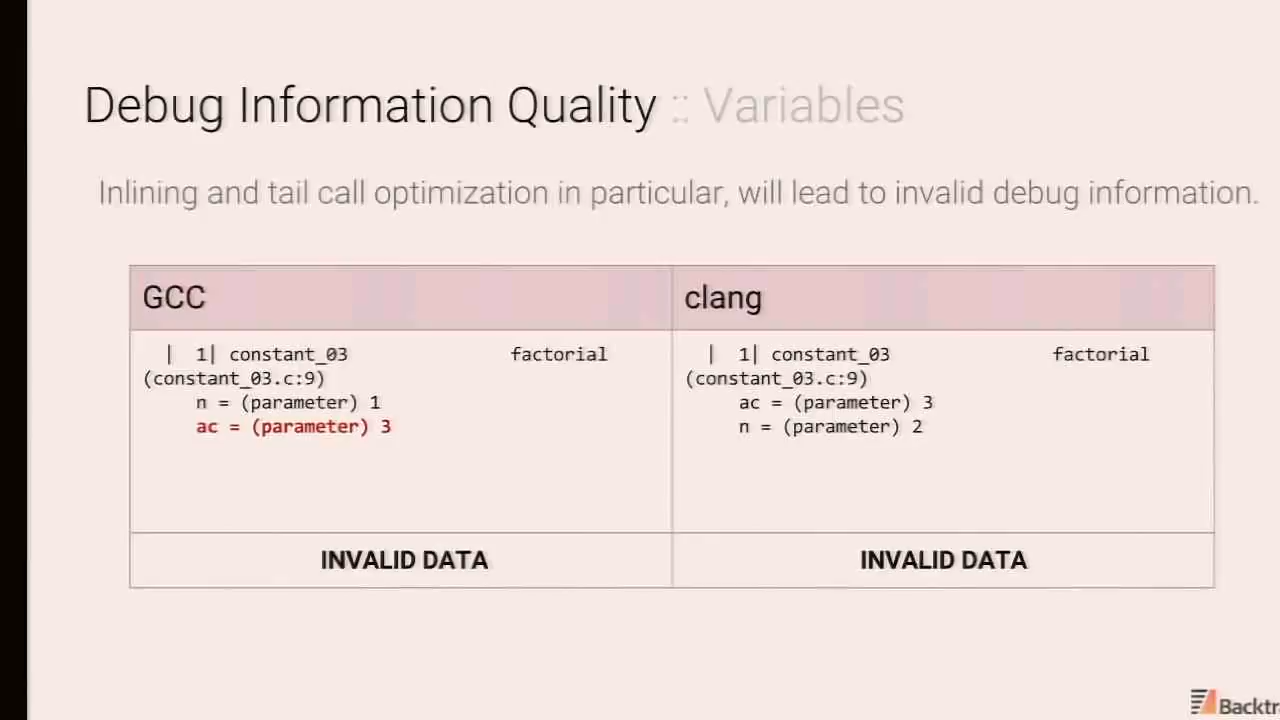 Debug Information Quality :: Variables
Inlining and tail call optimization in particular, will lead to invalid debug information.
GCC
| 1| constant_03 factorial
(constant_03.c:9)
n = (parameter) 1
ac = (parameter) 3
INVALID DATA
clang
| 1| constant_03 factorial
(constant_03.c:9)
ac = (parameter) 3
n = (parameter) 2
INVALID DATA